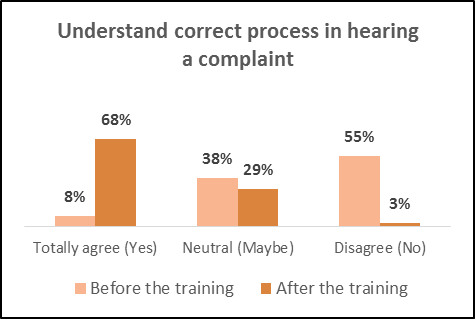 Understand correct process in hearing
a complaint
68%
55%
38%
29%
8%
3%
Totally agree (Yes) Neutral (Maybe) Disagree (No)
Before the training After the training